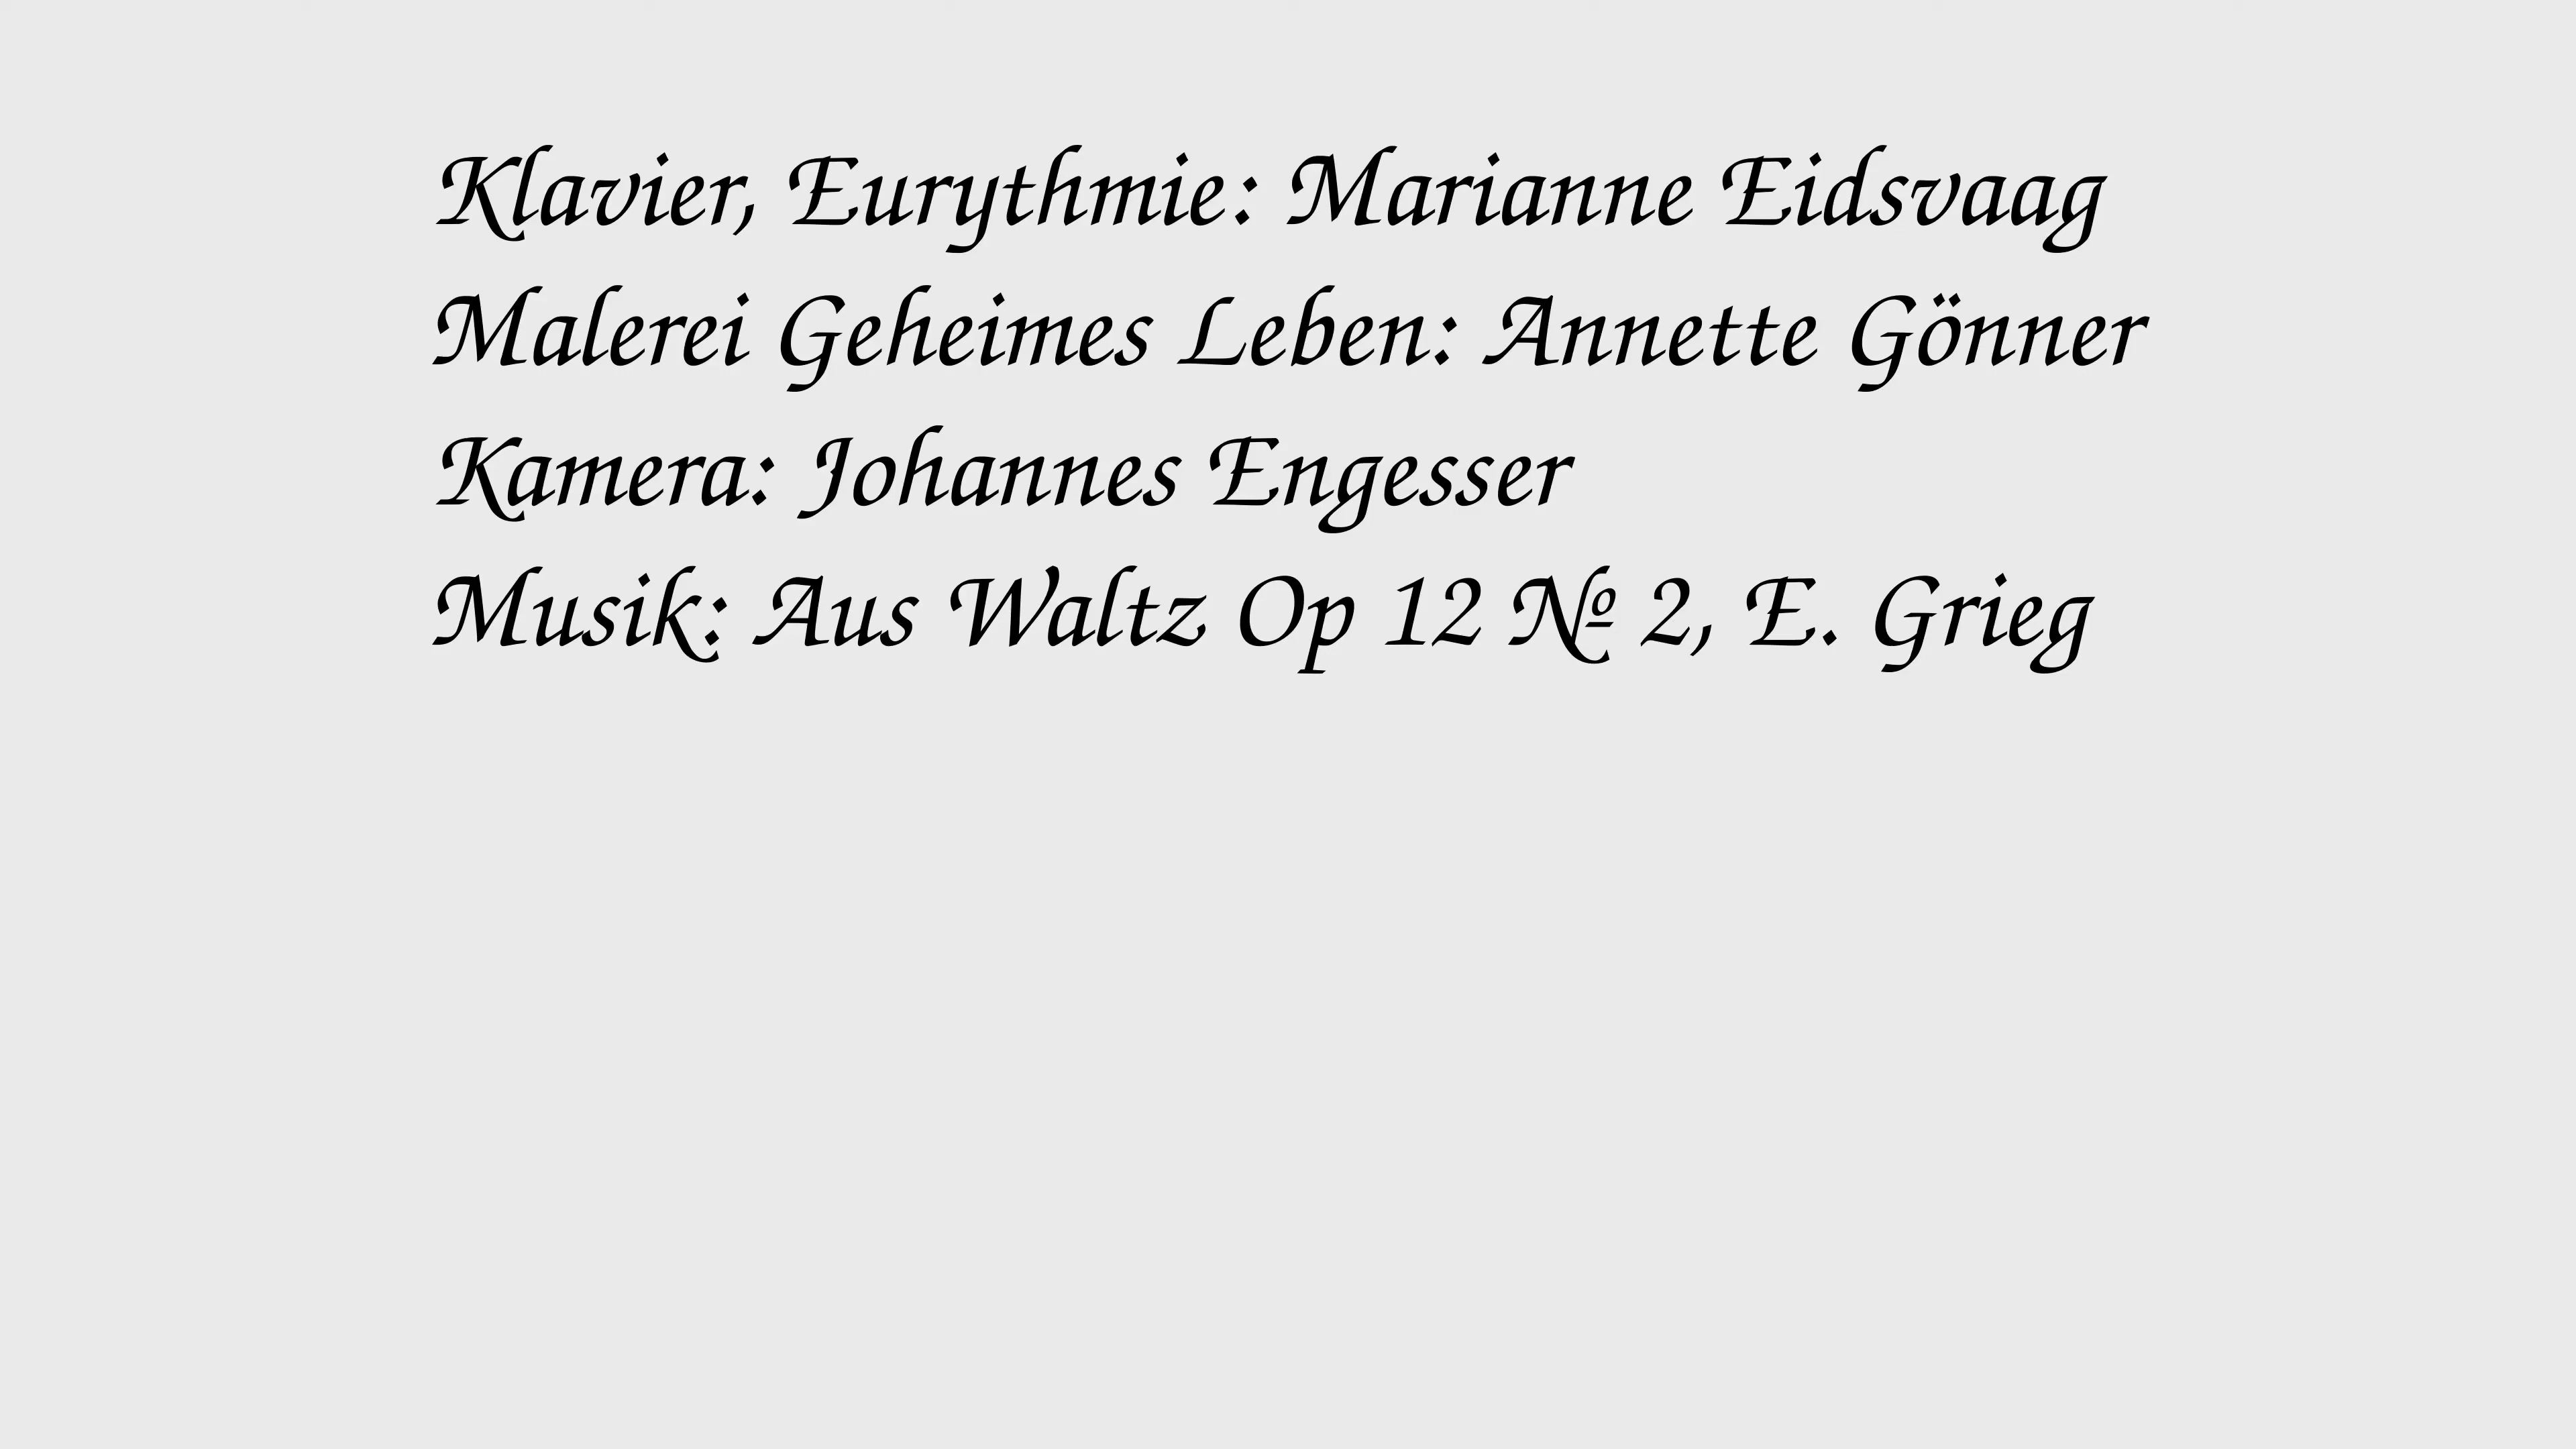 Klavier, Eurythmie: Marianne Eidsvaag
Malerei Geheimes Leben: Annette Gönner
Kamera: Johannes Engesser
Musik: Aus Waltz Op 12 № 2, E. Grieg